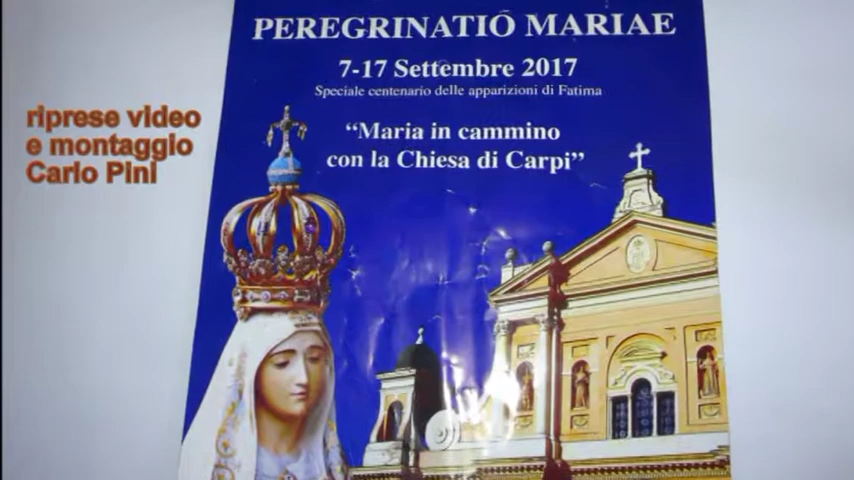 PEREGRINATIO MARIAE
7-17 Settembre 2017
Speciale centenario delle apparizioni di Fatima
“Maria in cammino
con la Chiesa di Carpi”
riprese video
e montaggio
Carlo Pini